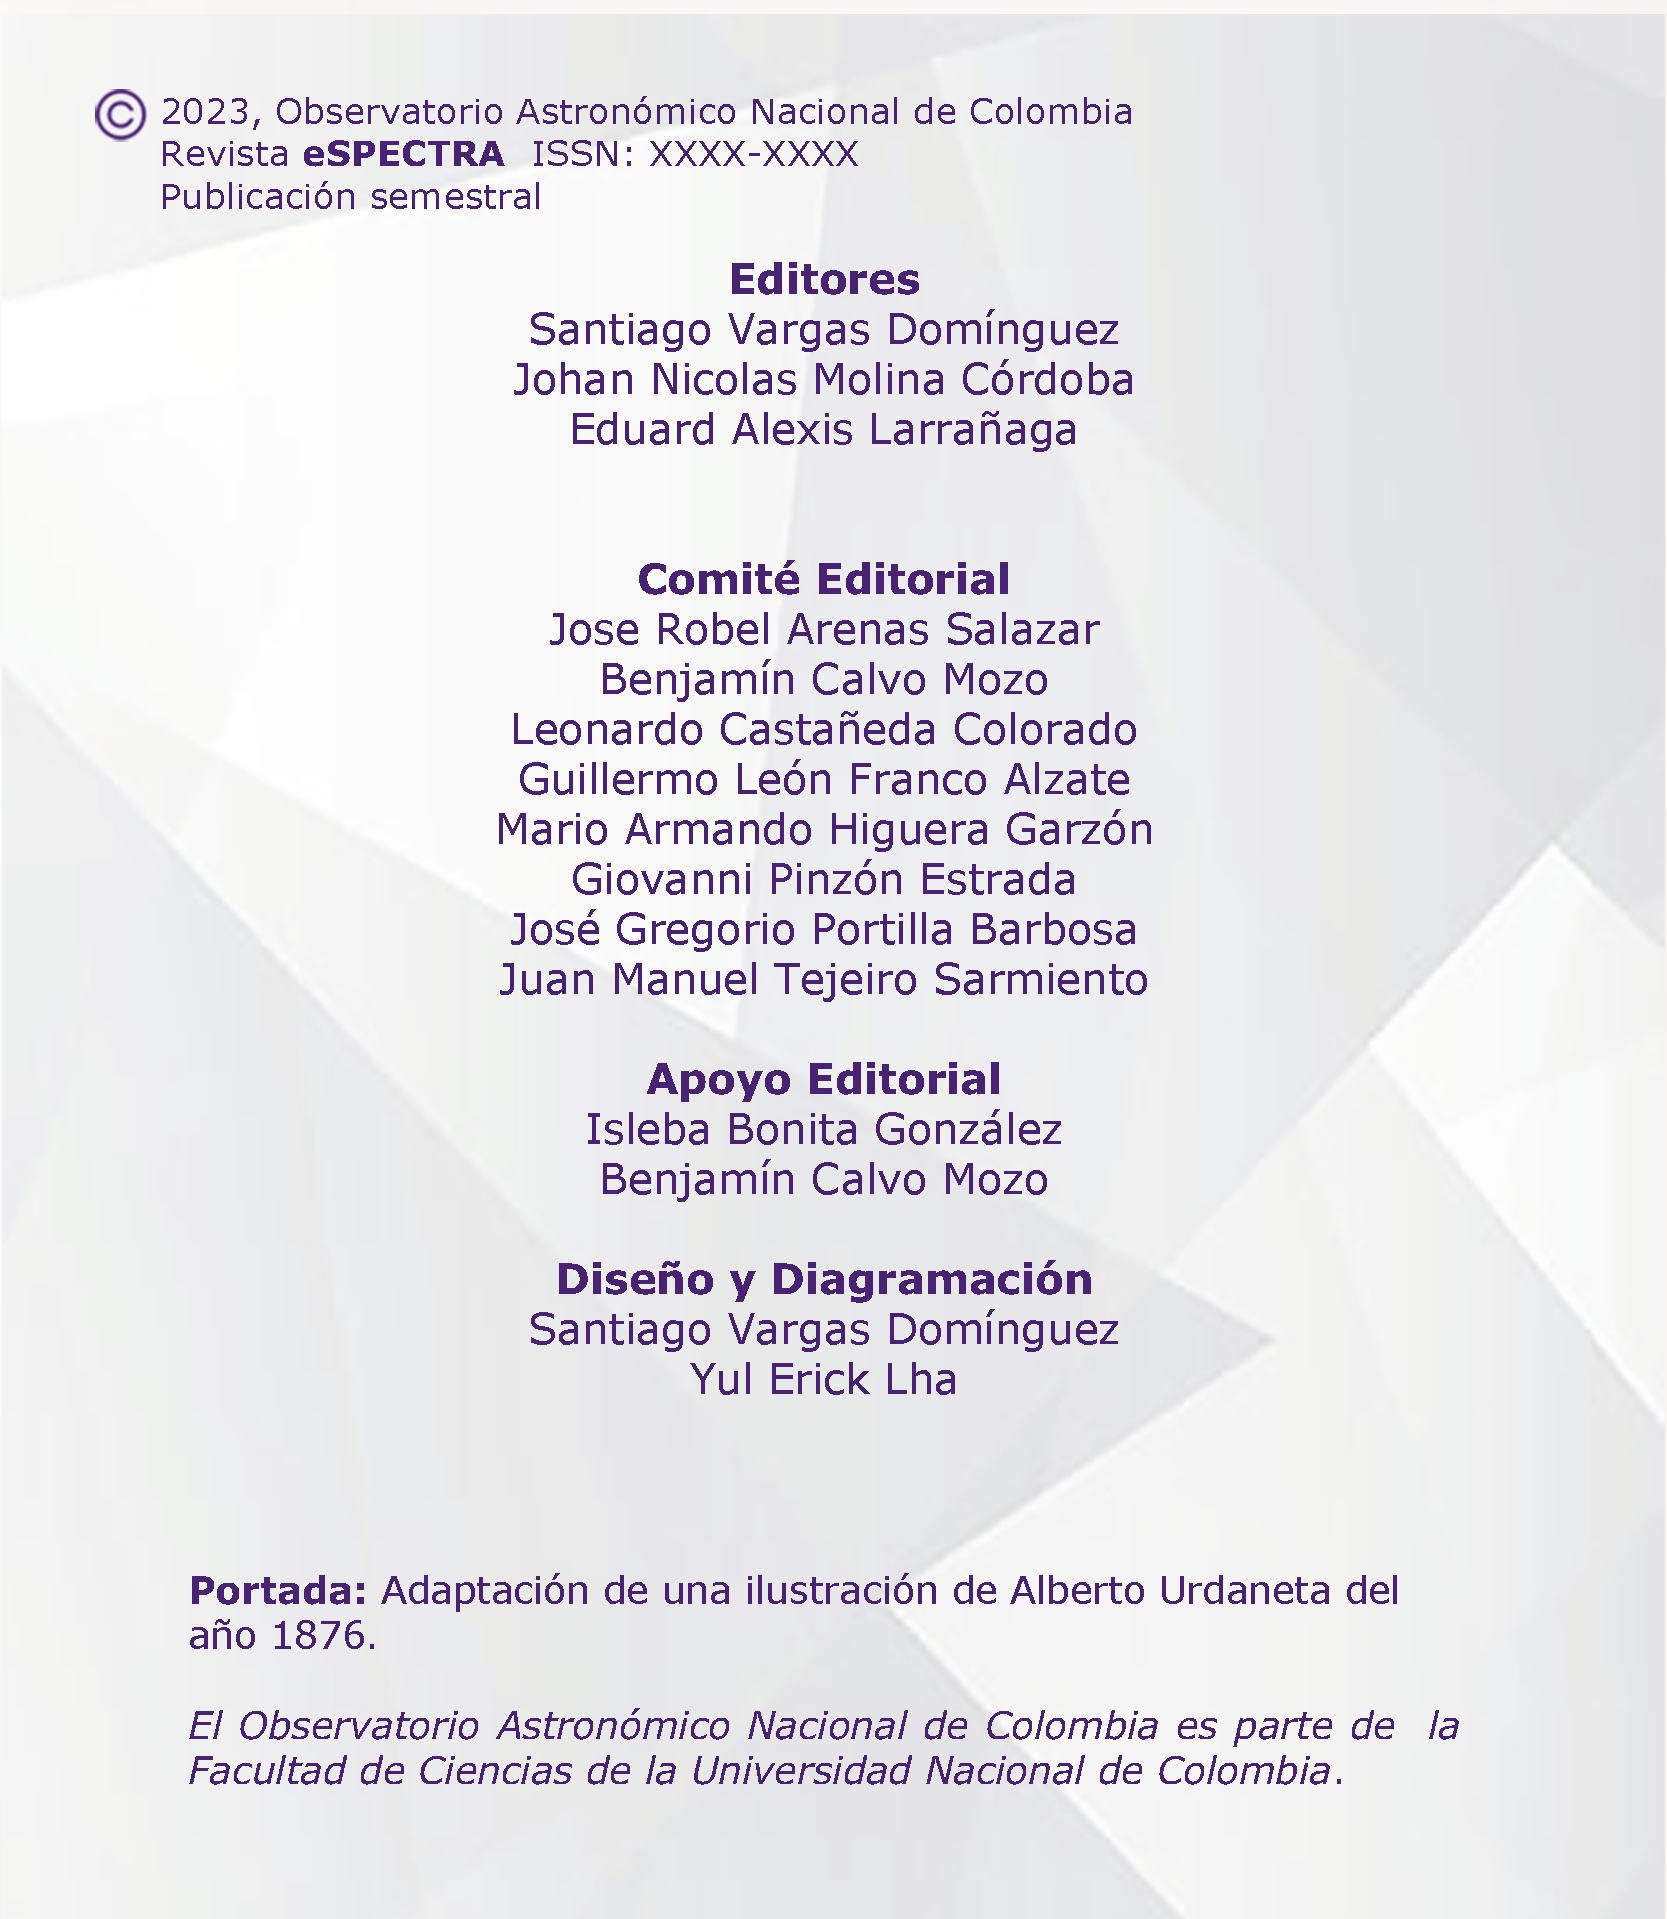 © 2023, Observatorio Astronómico Nacional de Colombia
Revista eSPECTRA ISSN: XXXX-XXXX
Publicación semestral
Editores
Santiago Vargas Domínguez
Johan Nicolas Molina Córdoba
Eduard Alexis Larrañaga
Comité Editorial
Jose Robel Arenas Salazar
Benjamín Calvo Mozo
Leonardo Castañeda Colorado
Guillermo León Franco Alzate
Mario Armando Higuera Garzón
Giovanni Pinzón Estrada
José Gregorio Portilla Barbosa
Juan Manuel Tejeiro Sarmiento
Apoyo Editorial
Isleba Bonita González
Benjamín Calvo Mozo
Diseño y Diagramación
Santiago Vargas Domínguez
Yul Erick Lha
Portada: Adaptación de una ilustración de Alberto Urdaneta del
año 1876.
El Observatorio Astronómico Nacional de Colombia es parte de la
Facultad de Ciencias de la Universidad Nacional de Colombia.